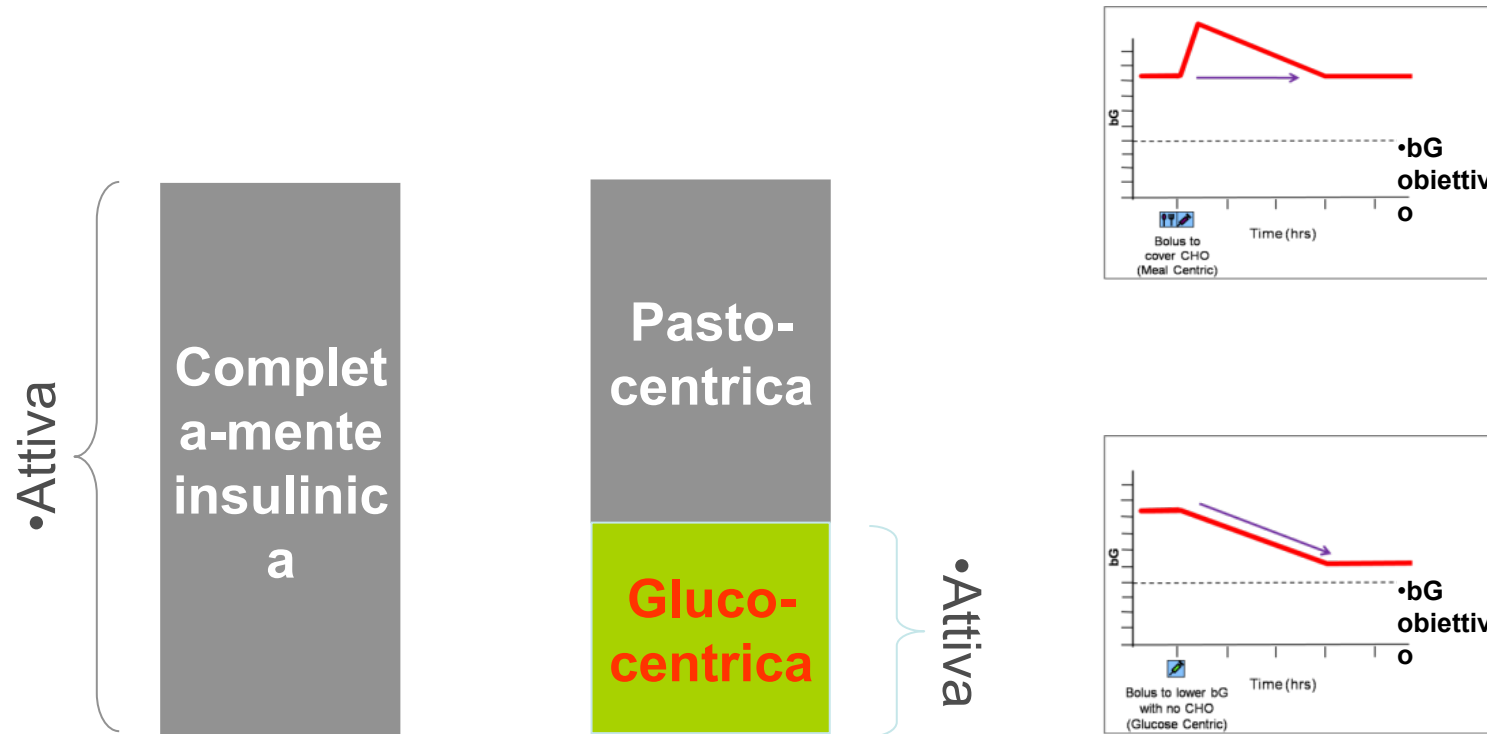 •Attiva
Complet
a-mente
insulinic
a
Pasto-
centrica
Gluco-
centrica
•Attiva
bG
•bG
obiettiv
o
Time (hrs)
Bolus to
cover CHO
(Meal Centric)
bG
•bG
obiettiv
o
Time (hrs)
Bolus to lower bG
with no CHO
(Glucose Centric)